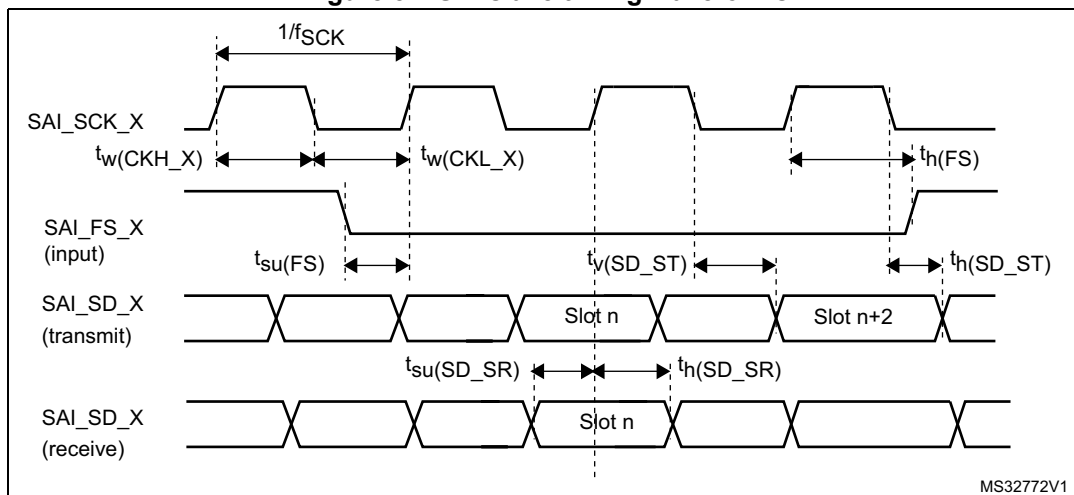 1/fSCK
SAI_SCK_X
tw(CKH_X)
tw(CKL_X)
th(FS)
SAI_FS_X
(input)
tsu(FS)
tv(SD_ST)
th(SD_ST)
SAI_SD_X
(transmit)
Slot n
Slot n+2
tsu(SD_SR)
th(SD_SR)
SAI_SD_X
(receive)
Slot n
MS32772V1